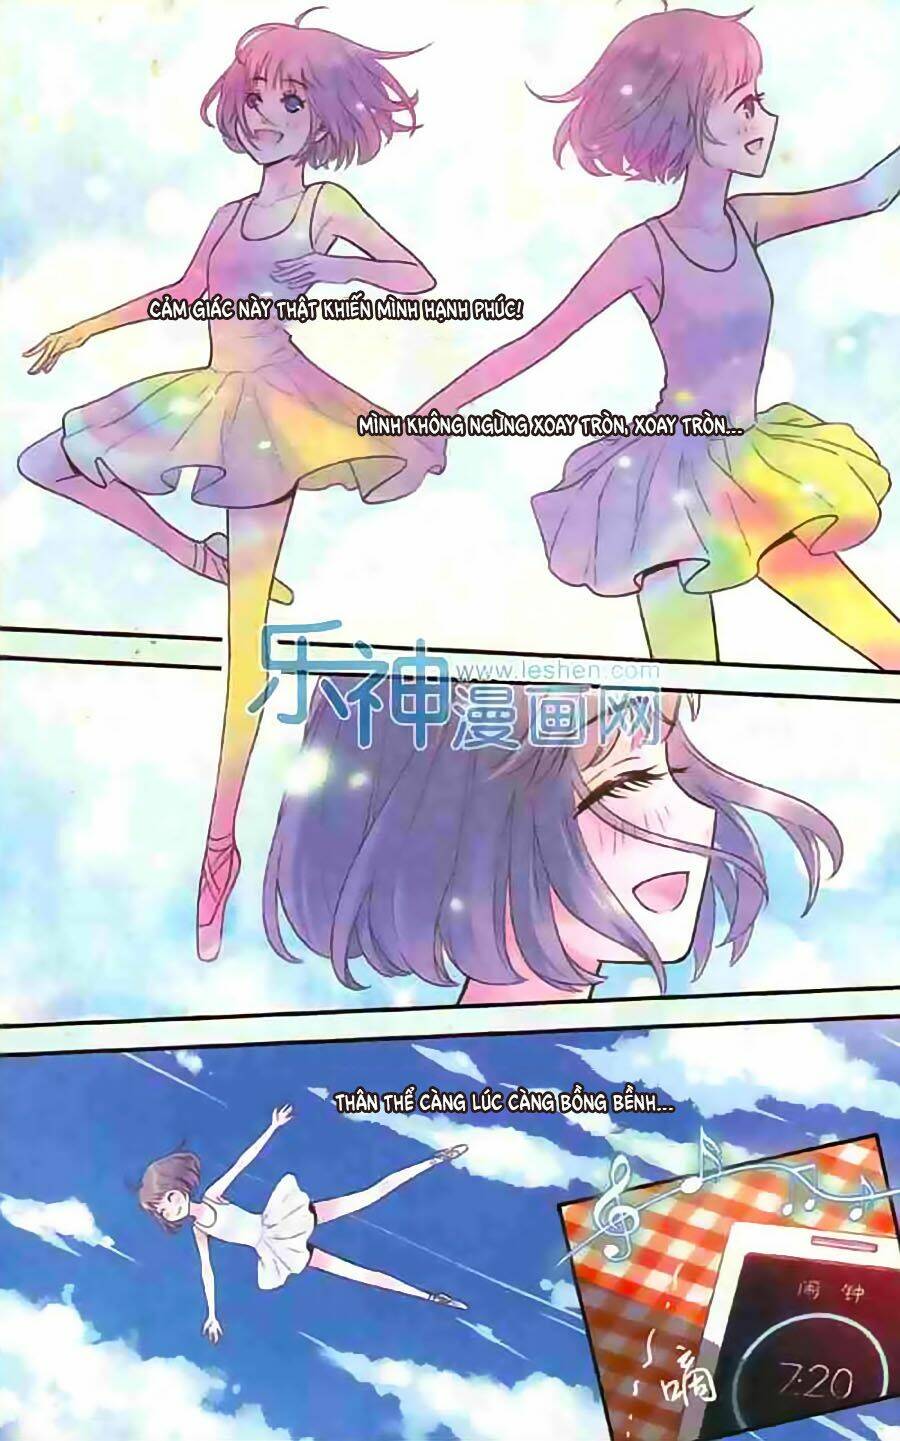 CẢM GIÁC NÀY THẬT KHIẾN MÌNH HẠNH PHÚC!
MÌNH KHÔNG NGỪNG XOAY TRÒN, XOAY TRÒN...
乐神漫画网
www.leshen.com
THÂN THỂ CÀNG LÚC CÀNG BỒNG BỀNH...
闹钟
7:20
嘀